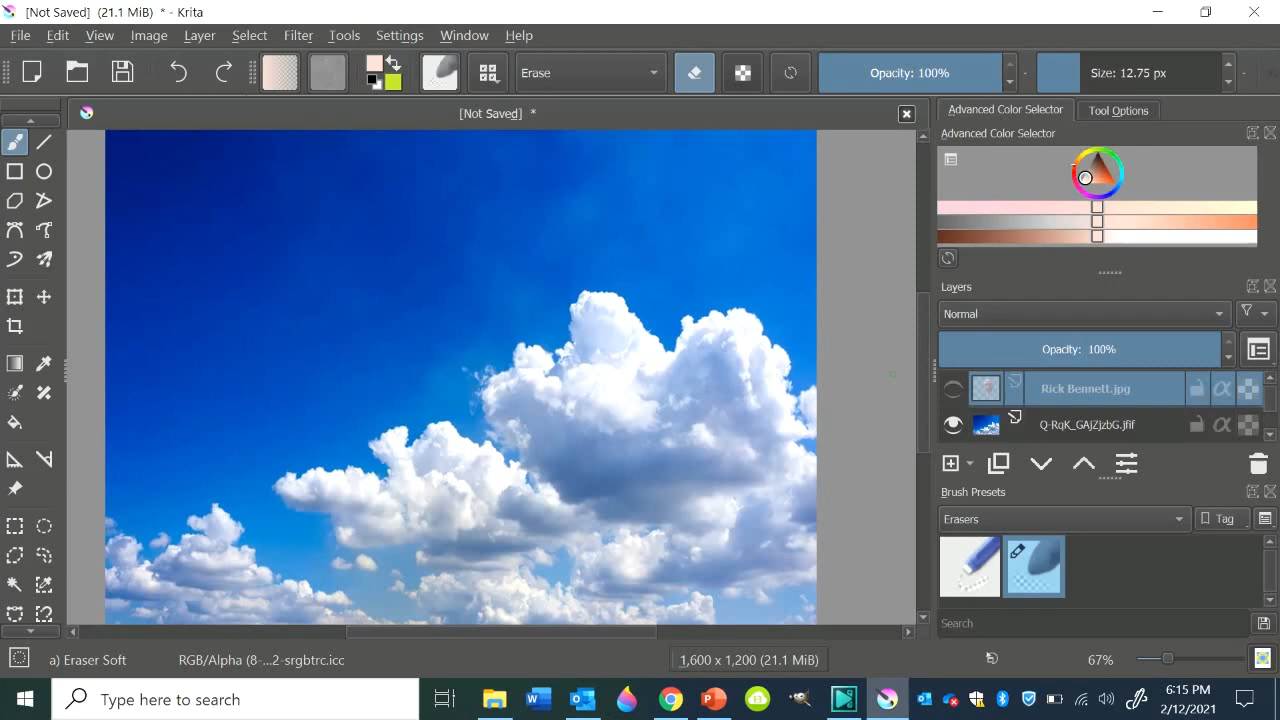 [Not Saved] (21.1 MiB) * - Krita
File Edit View Image Layer Select Filter Tools Settings Window Help
Erase Opacity: 100% Size: 12.75 px
[Not Saved] *
Advanced Color Selector Tool Options
Advanced Color Selector
Layers
Normal
Opacity: 100%
Rick Bennett.jpg
Q-RqK_GAjZjzbG.jfif
Brush Presets
Erasers Tag
Search
a) Eraser Soft RGB/Alpha (8-...2-srgbtrc.icc 1,600 x 1,200 (21.1 MiB) 67%
Type here to search
6:15 PM
2/12/2021